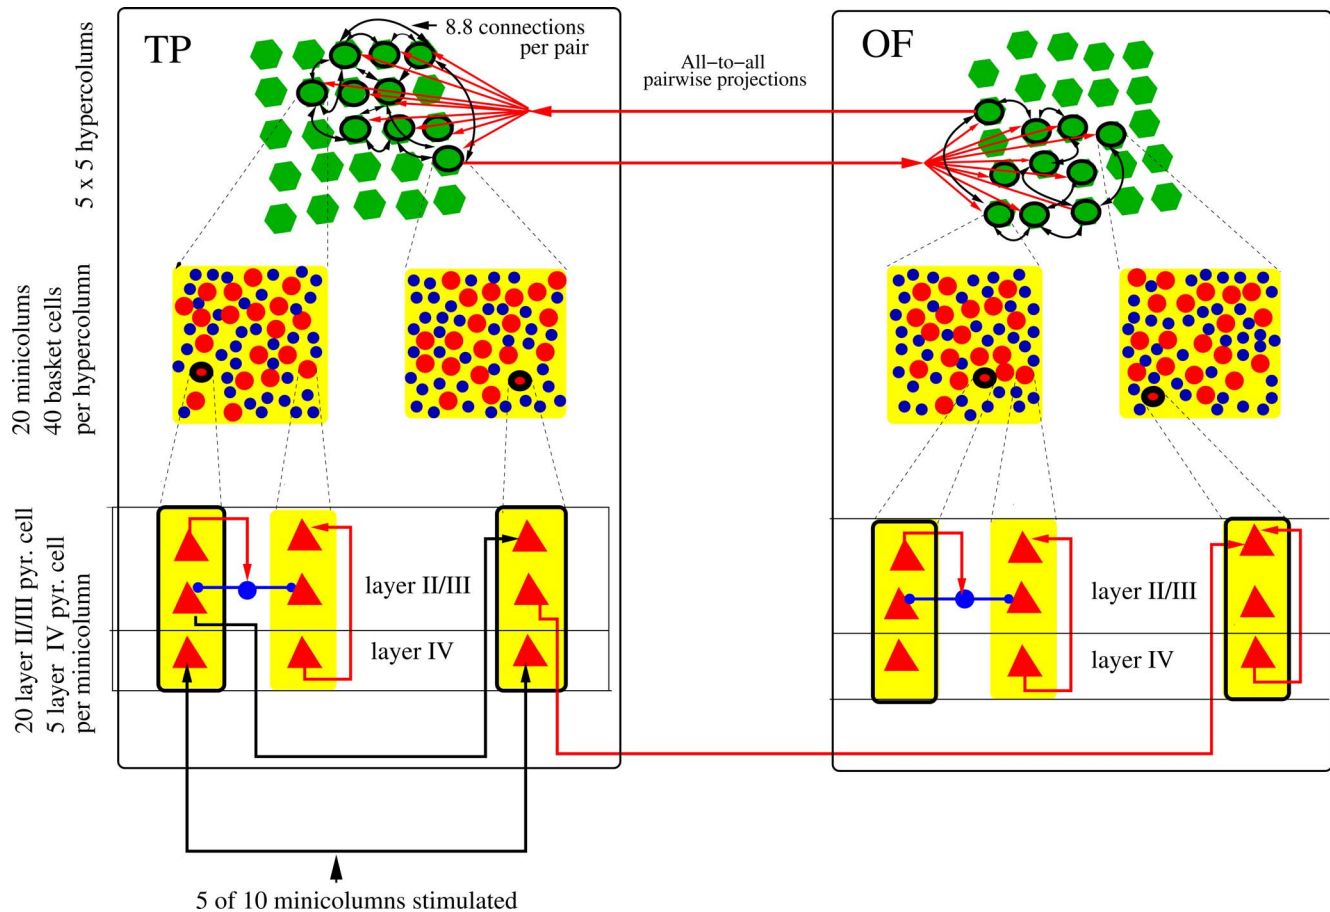 TP
8.8 connections
per pair
All-to-all
pairwise projections
OF
5 x 5 hypercolums
20 minicolums
40 basket cells
per hypercolumn
20 layer II/III pyr. cell
5 layer  IV pyr. cell
per minicolumn
layer II/III
layer IV
layer II/III
layer IV
5 of 10 minicolumns stimulated